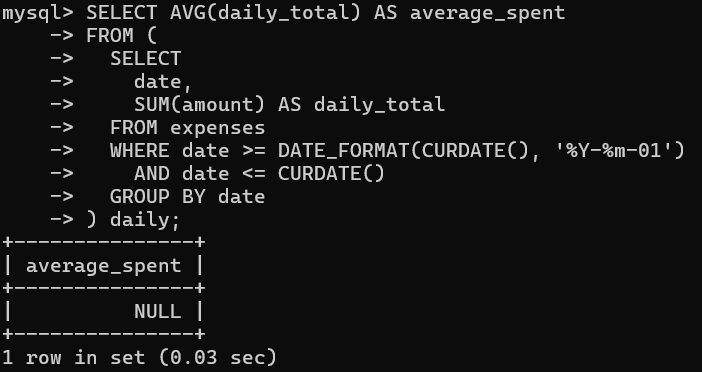 mysql> SELECT AVG(daily_total) AS average_spent
    -> FROM (
    ->   SELECT
    ->     date,
    ->     SUM(amount) AS daily_total
    ->   FROM expenses
    ->   WHERE date >= DATE_FORMAT(CURDATE(), '%Y-%m-01')
    ->     AND date <= CURDATE()
    ->   GROUP BY date
    -> ) daily;
+---------------+
| average_spent |
+---------------+
|          NULL |
+---------------+
1 row in set (0.03 sec)